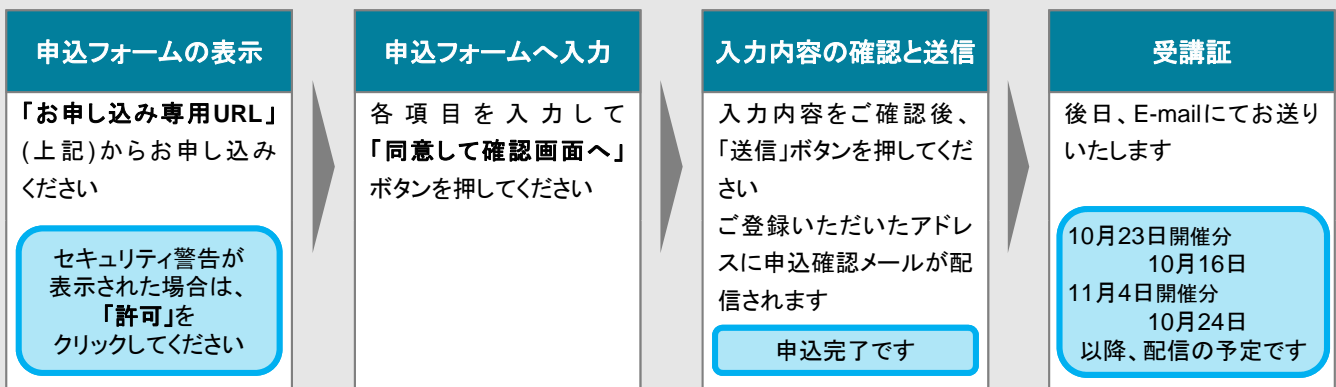 申込フォームの表示
「お申し込み専用URL」
(上記)からお申し込み
ください
セキュリティ警告が
表示された場合は、
「許可」を
クリックしてください
申込フォームへ入力
各項目を入力して
「同意して確認画面へ」
ボタンを押してください
入力内容の確認と送信
入力内容をご確認後、
「送信」ボタンを押してくだ
さい
ご登録いただいたアドレ
スに申込確認メールが配
信されます
申込完了です
受講証
後日、E-mailにてお送り
いたします
10月23日開催分
10月16日
11月4日開催分
10月24日
以降、配信の予定です